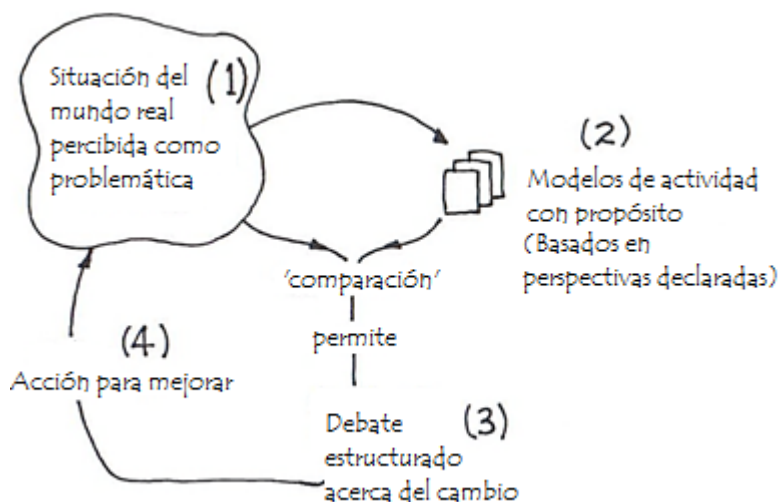 Situación del
mundo real
percibida como
problemática
(1)
(2)
Modelos de actividad
con propósito
(Basados en
perspectivas declaradas)
'comparación'
permite
(3)
Debate
estructurado
acerca del cambio
(4)
Acción para mejorar